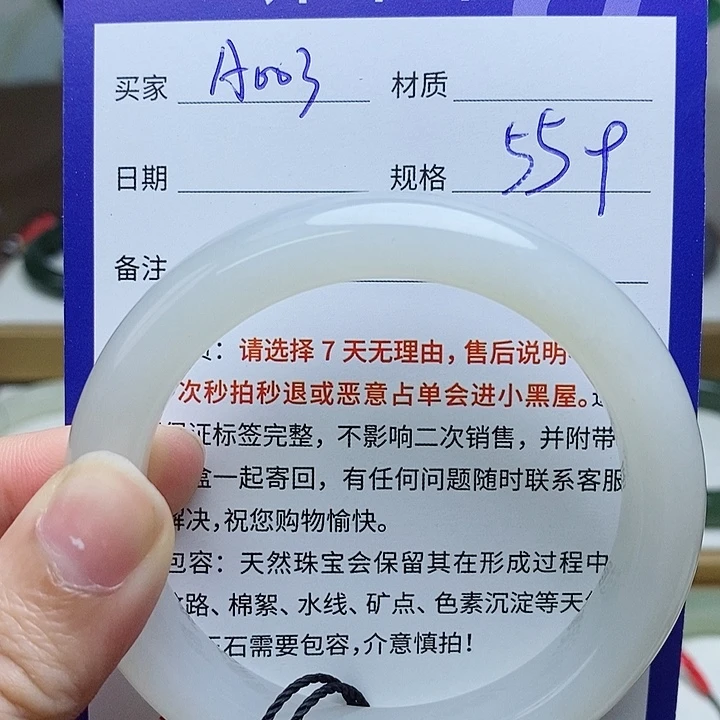 买家 A003 材质
日期 规格 559
备注
：请选择7天无理由，售后说明
次秒拍秒退或恶意占单会进小黑屋。
证标签完整，不影响二次销售，并附带
盒一起寄回，有任何问题随时联系客服
解决，祝您购物愉快。
包容：天然珠宝会保留其在形成过程中
路、棉絮、水线、矿点、色素沉淀等天
玉石需要包容，介意慎拍！